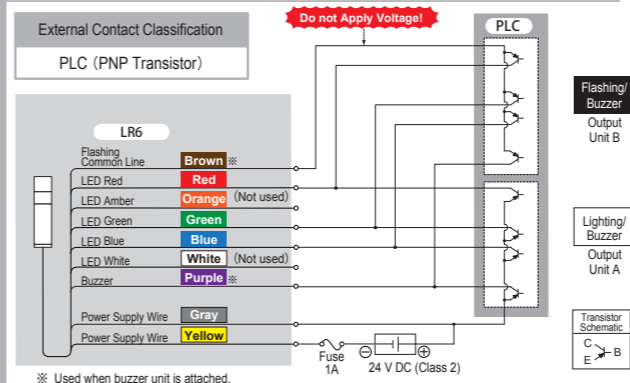 External Contact Classification
PLC (PNP Transistor)
Do not Apply Voltage!
PLC
LR6
Flashing
Common Line
Brown ※
LED Red
Red
LED Amber
Orange (Not used)
LED Green
Green
LED Blue
Blue
LED White
White (Not used)
Buzzer
Purple ※
Power Supply Wire
Gray
Power Supply Wire
Yellow
Fuse
1A
⊖
⊕
24 V DC (Class 2)
※ Used when buzzer unit is attached.
Flashing/
Buzzer
Output
Unit B
Lighting/
Buzzer
Output
Unit A
Transistor
Schematic
C
E
B